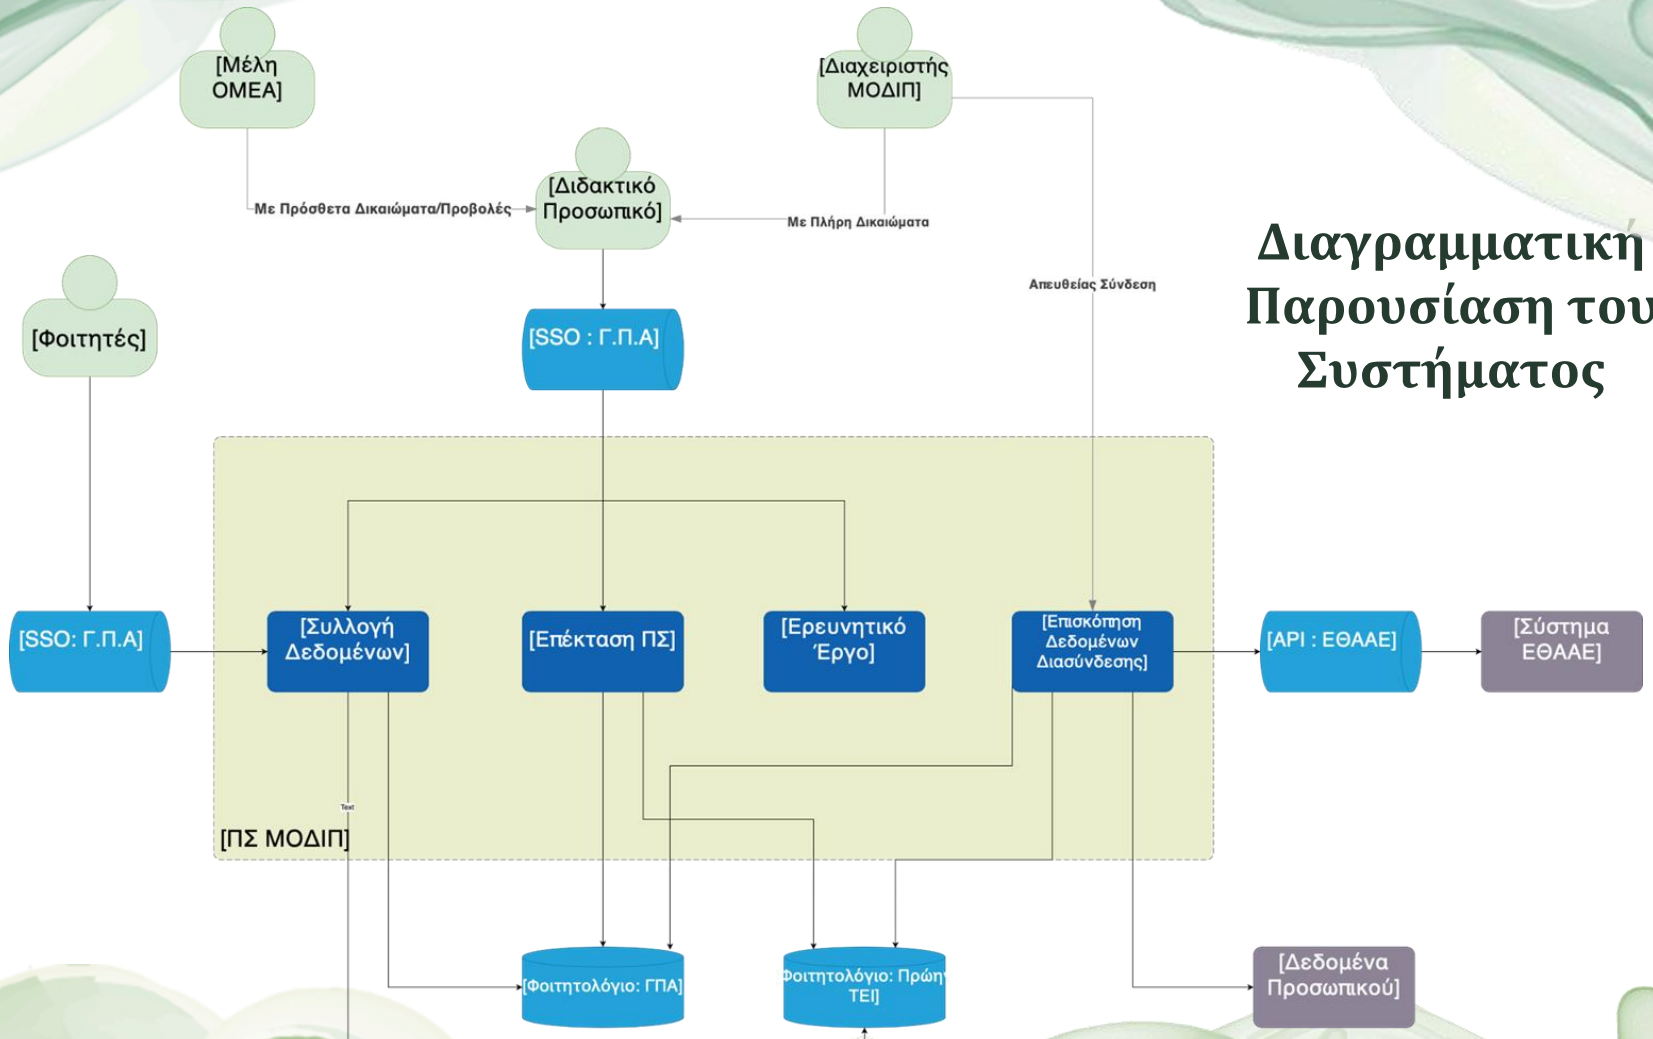 [Μέλη
ΟΜΕΑ]
[Διαχειριστής
ΜΟΔΙΠ]
[Διδακτικό
Προσωπικό]
Με Πρόσθετα Δικαιώματα/Προβολές
Με Πλήρη Δικαιώματα
Διαγραμματική
Παρουσίαση του
Συστήματος
Απευθείας Σύνδεση
[Φοιτητές]
[SSO : Γ.Π.Α]
[SSO: Γ.Π.Α]
[Συλλογή
Δεδομένων]
[Επέκταση ΠΣ]
[Ερευνητικό
Έργο]
[Επισκόπηση
Δεδομένων
Διασύνδεσης]
[API : ΕΘΑΑΕ]
[Σύστημα
ΕΘΑΑΕ]
Text
[ΠΣ ΜΟΔΙΠ]
[Φοιτητολόγιο: ΓΠΑ]
Φοιτητολόγιο: Πρώην
ΤΕΙ]
[Δεδομένα
Προσωπικού]